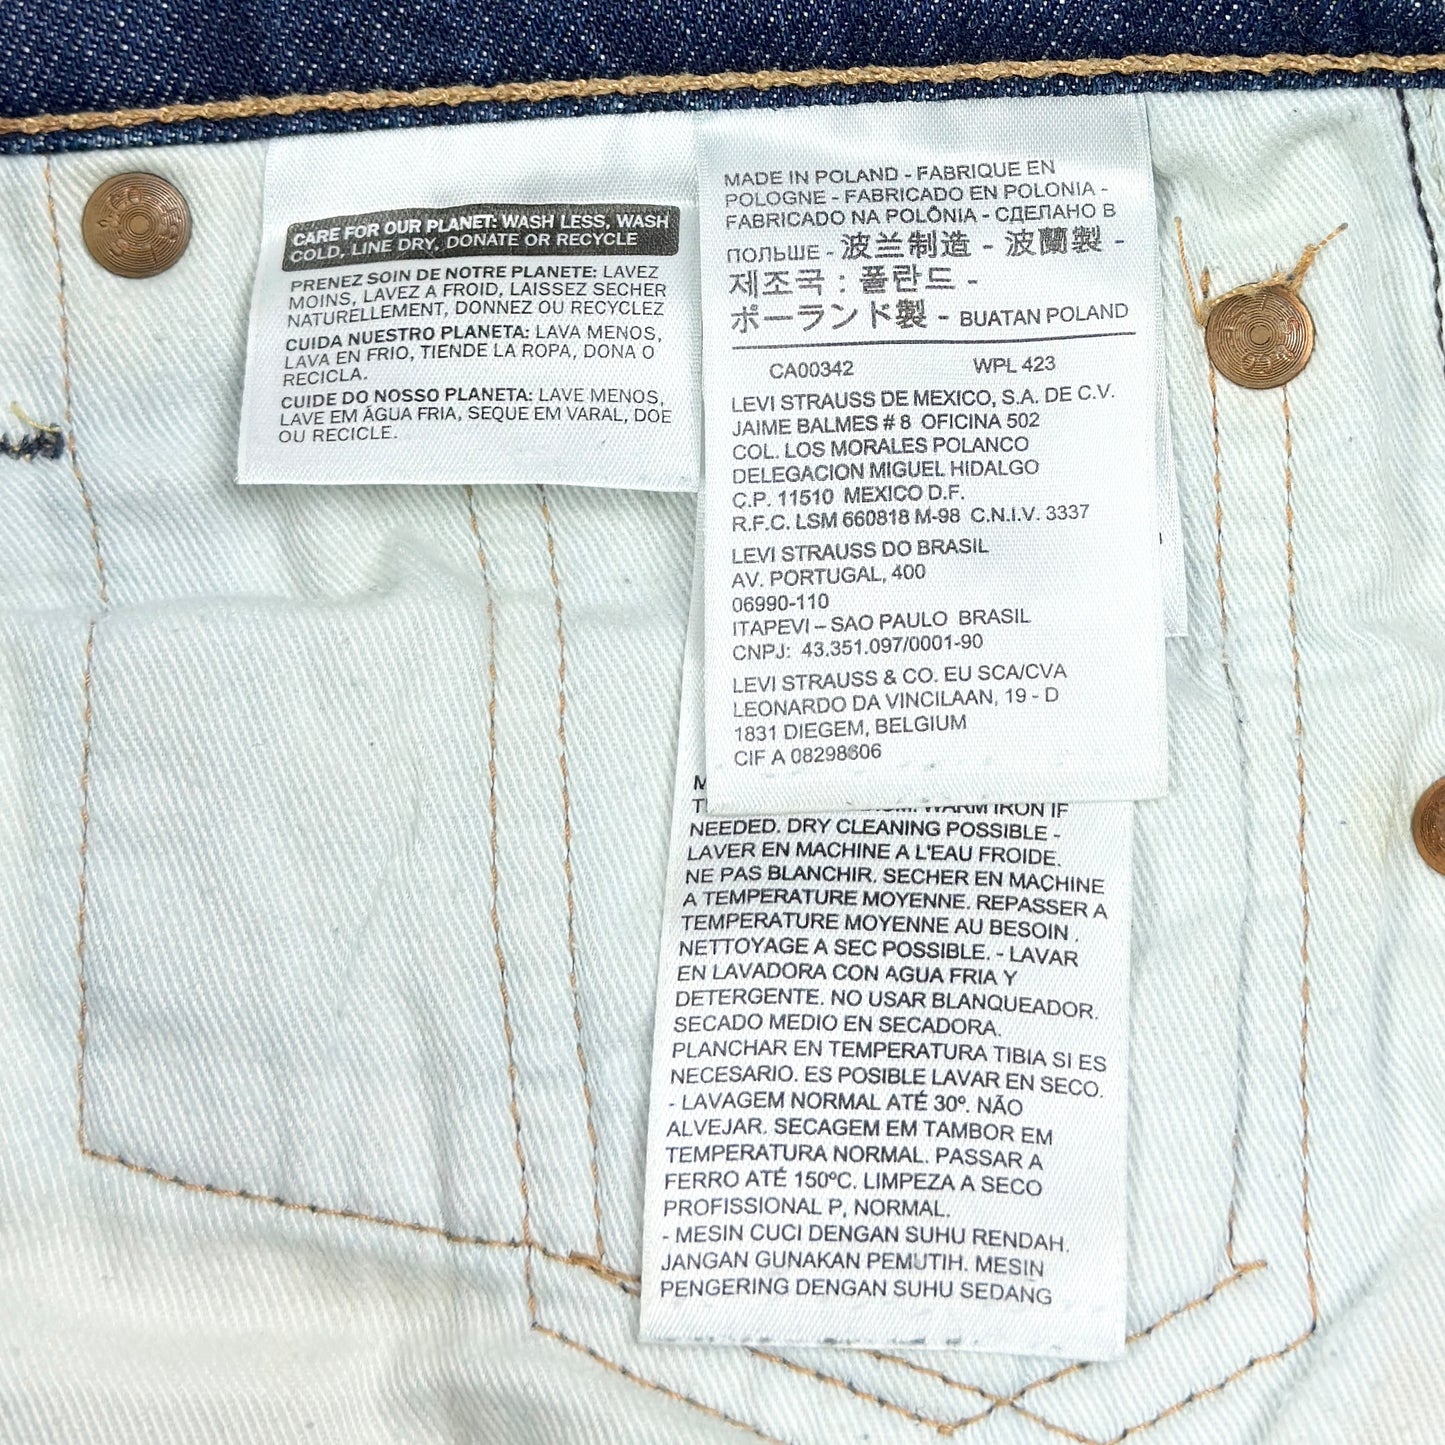 CARE FOR OUR PLANET: WASH LESS, WASH
COLD, LINE DRY, DONATE OR RECYCLE
PRENEZ SOIN DE NOTRE PLANETE: LAVEZ
MOINS, LAVEZ A FROID, LAISSEZ SECHER
NATURELLEMENT, DONNEZ OU RECYCLEZ
CUIDA NUESTRO PLANETA: LAVA MENOS,
LAVA EN FRIO, TIENDE LA ROPA, DONA O
RECICLA.
CUIDE DO NOSSO PLANETA: LAVE MENOS,
LAVE EM ÁGUA FRIA, SEQUE EM VARAL, DOE
OU RECICLE.
MADE IN POLAND - FABRIQUE EN
POLOGNE - FABRICADO EN POLONIA -
FABRICADO NA POLÔNIA - СДЕЛАНО В
ПОЛЬШЕ - 波兰制造 - 波蘭製 -
제조국 : 폴란드 -
ポーランド製 - BUATAN POLAND
CA00342 WPL 423
LEVI STRAUSS DE MEXICO, S.A. DE C.V.
JAIME BALMES # 8 OFICINA 502
COL. LOS MORALES POLANCO
DELEGACION MIGUEL HIDALGO
C.P. 11510 MEXICO D.F.
R.F.C. LSM 660818 M-98 C.N.I.V. 3337
LEVI STRAUSS DO BRASIL
AV. PORTUGAL, 400
06990-110
ITAPEVI – SAO PAULO BRASIL
CNPJ: 43.351.097/0001-90
LEVI STRAUSS & CO. EU SCA/CVA
LEONARDO DA VINCILAAN, 19 - D
1831 DIEGEM, BELGIUM
CIF A 08298606
WARM IRON IF
NEEDED. DRY CLEANING POSSIBLE -
LAVER EN MACHINE A L'EAU FROIDE.
NE PAS BLANCHIR. SECHER EN MACHINE
A TEMPERATURE MOYENNE. REPASSER A
TEMPERATURE MOYENNE AU BESOIN .
NETTOYAGE A SEC POSSIBLE. - LAVAR
EN LAVADORA CON AGUA FRIA Y
DETERGENTE. NO USAR BLANQUEADOR.
SECADO MEDIO EN SECADORA.
PLANCHAR EN TEMPERATURA TIBIA SI ES
NECESARIO. ES POSIBLE LAVAR EN SECO.
- LAVAGEM NORMAL ATÉ 30º. NÃO
ALVEJAR. SECAGEM EM TAMBOR EM
TEMPERATURA NORMAL. PASSAR A
FERRO ATÉ 150ºC. LIMPEZA A SECO
PROFISSIONAL P, NORMAL.
- MESIN CUCI DENGAN SUHU RENDAH.
JANGAN GUNAKAN PEMUTIH. MESIN
PENGERING DENGAN SUHU SEDANG